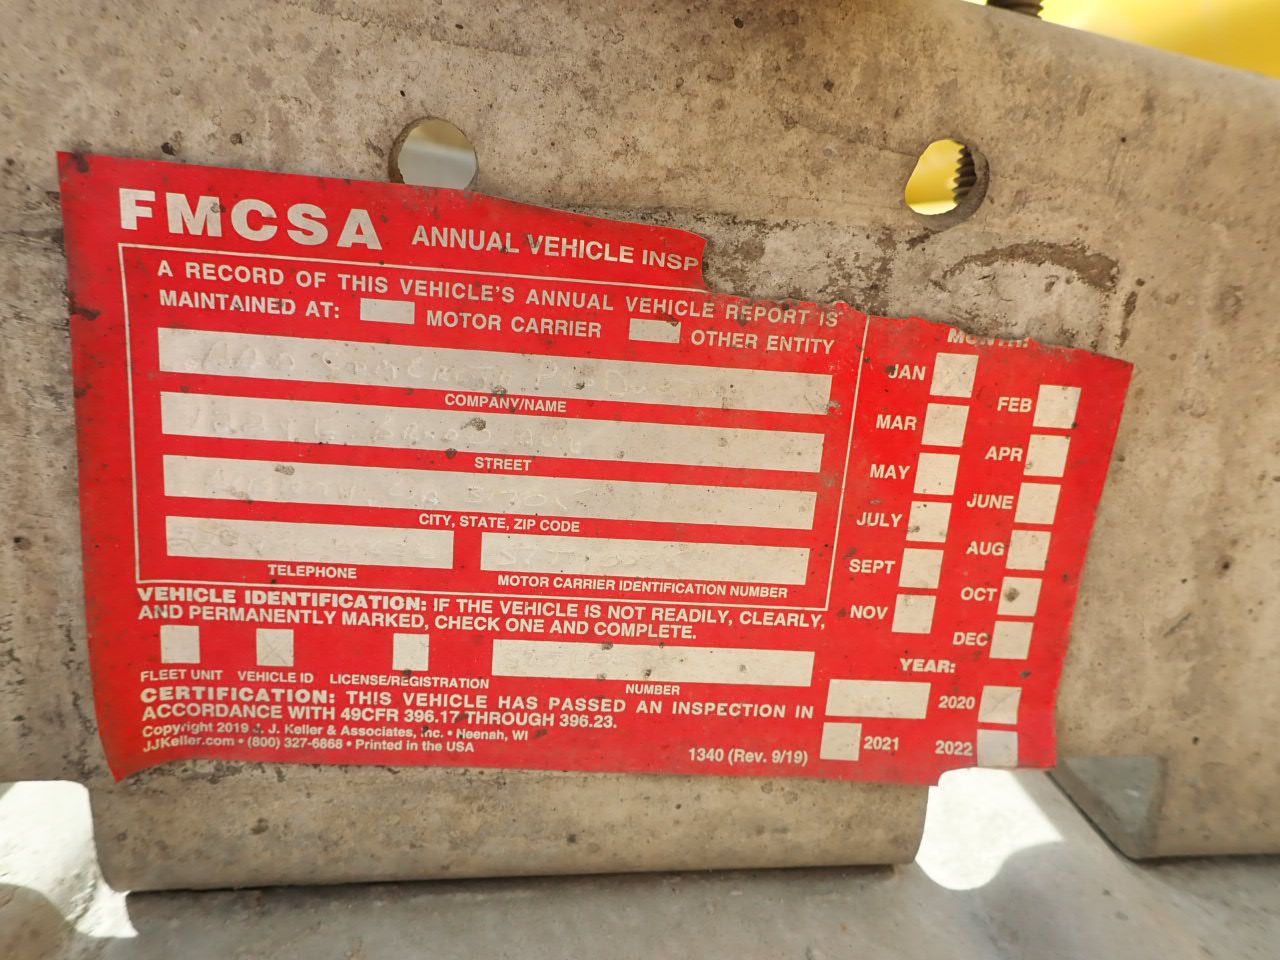 FMCSA ANNUAL VEHICLE INSP
A RECORD OF THIS VEHICLE'S ANNUAL VEHICLE REPORT IS
MAINTAINED AT: MOTOR CARRIER OTHER ENTITY
COMPANY/NAME
STREET
CITY, STATE, ZIP CODE
TELEPHONE MOTOR CARRIER IDENTIFICATION NUMBER
VEHICLE IDENTIFICATION: IF THE VEHICLE IS NOT READILY, CLEARLY,
AND PERMANENTLY MARKED, CHECK ONE AND COMPLETE.
FLEET UNIT VEHICLE ID LICENSE/REGISTRATION NUMBER
CERTIFICATION: THIS VEHICLE HAS PASSED AN INSPECTION IN
ACCORDANCE WITH 49CFR 396.17 THROUGH 396.23.
Copyright 2019 J. J. Keller & Associates, Inc. • Neenah, WI
JJKeller.com • (800) 327-6868 • Printed in the USA
1340 (Rev. 9/19)
MONTH:
JAN
FEB
MAR
APR
MAY
JUNE
JULY
AUG
SEPT
OCT
NOV
DEC
YEAR:
2020
2021 2022